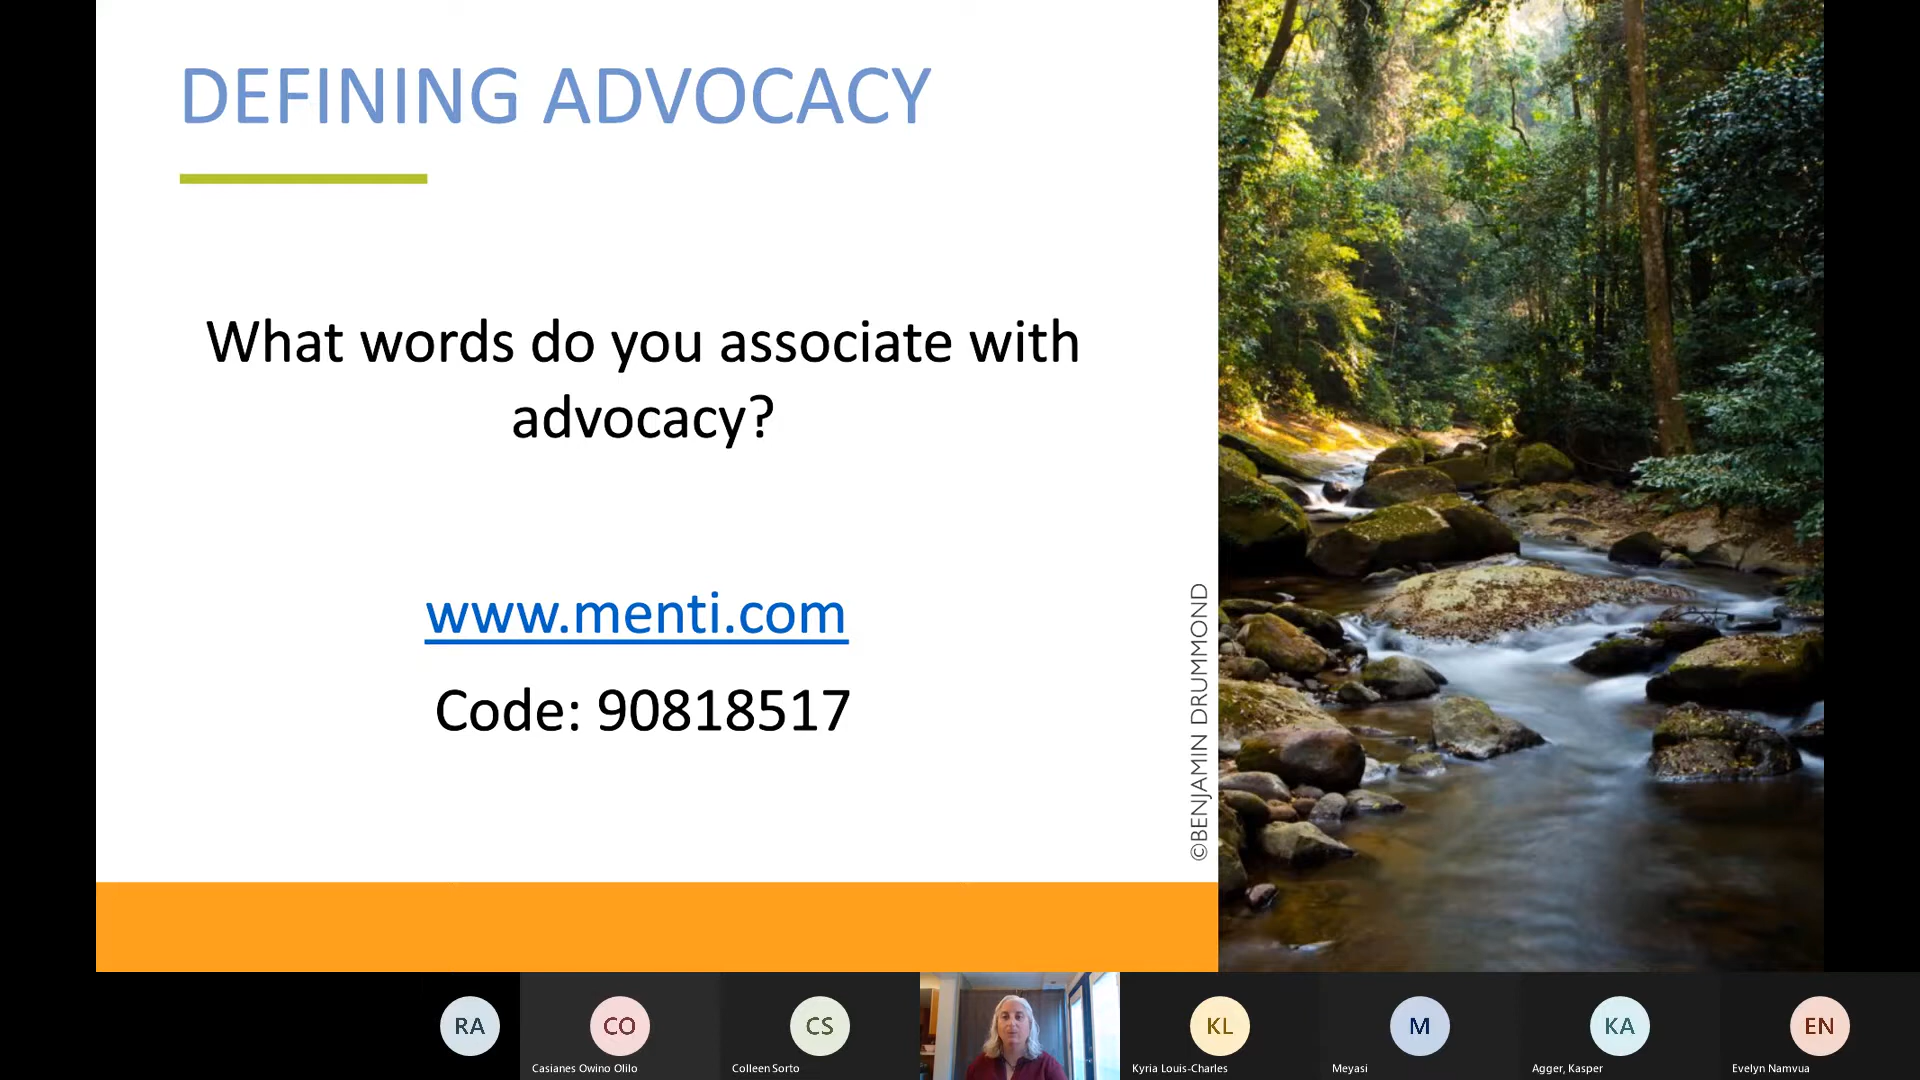 DEFINING ADVOCACY
What words do you associate with
advocacy?
www.menti.com
Code: 90818517
©BENJAMIN DRUMMOND
RA
CO
CS
KL
M
KA
EN
Casianes Owino Olilo
Colleen Sorto
Kyria Louis-Charles
Meyasi
Agger, Kasper
Evelyn Namvua